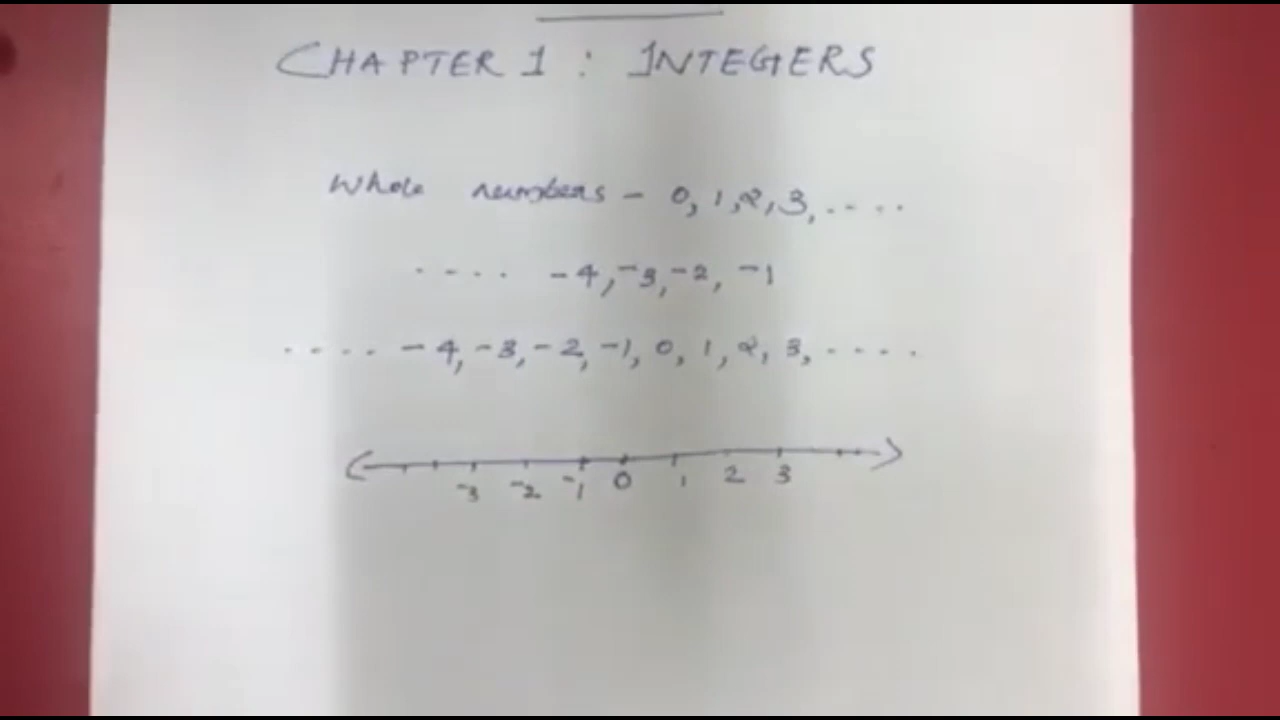 CHAPTER 1 : INTEGERS
Whole numbers - 0, 1, 2, 3, ....
.... -4, -3, -2, -1
.... -4, -3, -2, -1, 0, 1, 2, 3, ....
-3 -2 -1 0 1 2 3